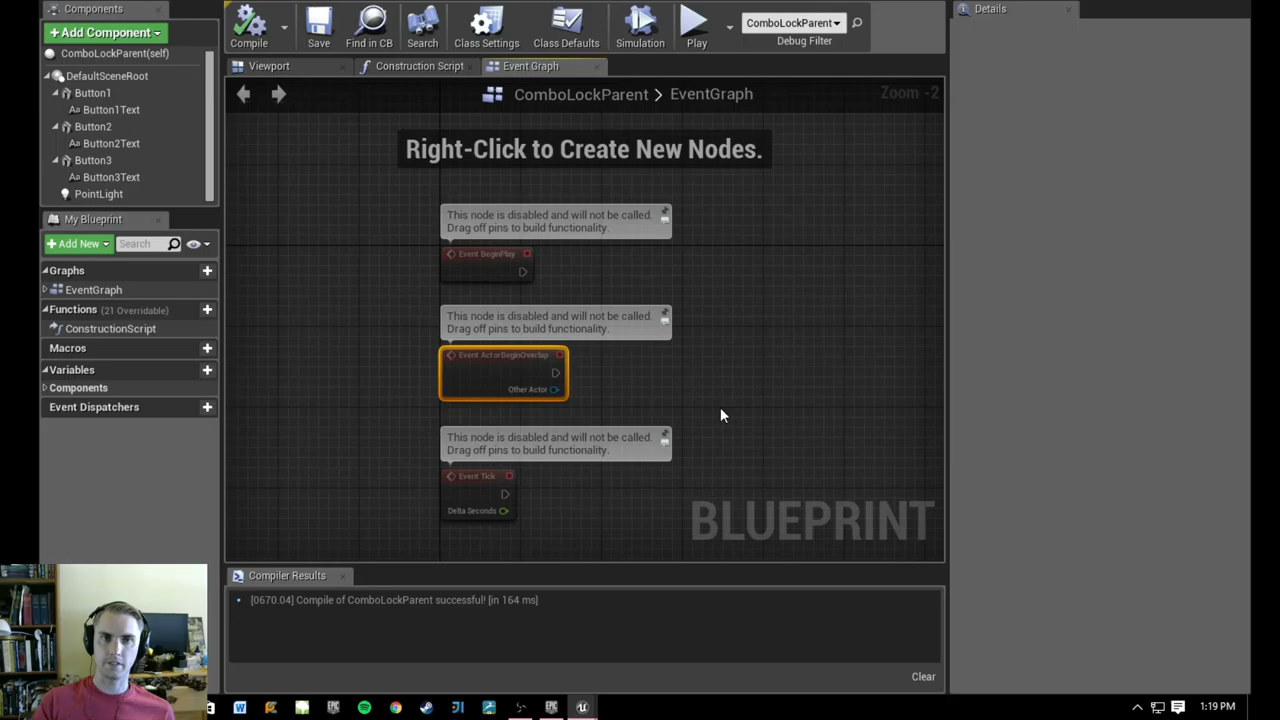 Components
+ Add Component
ComboLockParent(self)
DefaultSceneRoot
Button1
Aa Button1Text
Button2
Aa Button2Text
Button3
Aa Button3Text
PointLight
My Blueprint
+ Add New
Search
Graphs
EventGraph
Functions (21 Overridable)
ConstructionScript
Macros
Variables
Components
Event Dispatchers
Compile
Save
Find in CB
Search
Class Settings
Class Defaults
Simulation
Play
ComboLockParent
Debug Filter
Viewport
Construction Script
Event Graph
ComboLockParent > EventGraph
Zoom -2
Right-Click to Create New Nodes.
This node is disabled and will not be called.
Drag off pins to build functionality.
Event BeginPlay
This node is disabled and will not be called.
Drag off pins to build functionality.
Event ActorBeginOverlap
Other Actor
This node is disabled and will not be called.
Drag off pins to build functionality.
Event Tick
Delta Seconds
BLUEPRINT
Compiler Results
[0670.04] Compile of ComboLockParent successful! [in 164 ms]
Clear
Details
1:19 PM